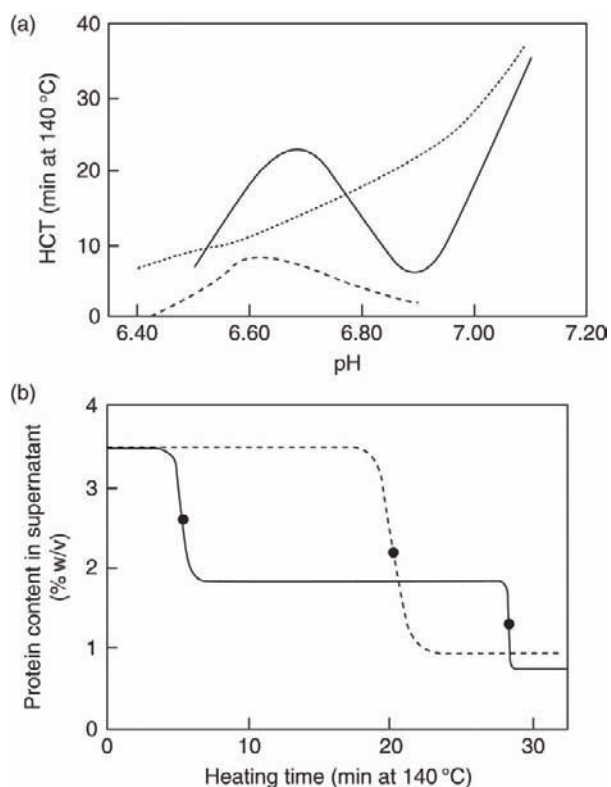 (a)
40
30
20
10
0
HCT (min at 140 °C)
6.40 6.60 6.80 7.00 7.20
pH
(b)
4
3
2
1
0
Protein content in supernatant
(% w/v)
0 10 20 30
Heating time (min at 140 °C)